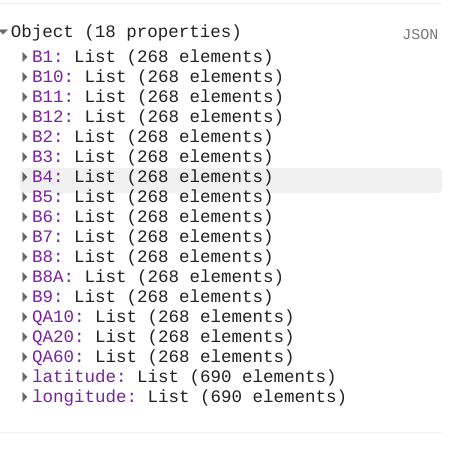 Object (18 properties)
JSON
B1: List (268 elements)
B10: List (268 elements)
B11: List (268 elements)
B12: List (268 elements)
B2: List (268 elements)
B3: List (268 elements)
B4: List (268 elements)
B5: List (268 elements)
B6: List (268 elements)
B7: List (268 elements)
B8: List (268 elements)
B8A: List (268 elements)
B9: List (268 elements)
QA10: List (268 elements)
QA20: List (268 elements)
QA60: List (268 elements)
latitude: List (690 elements)
longitude: List (690 elements)